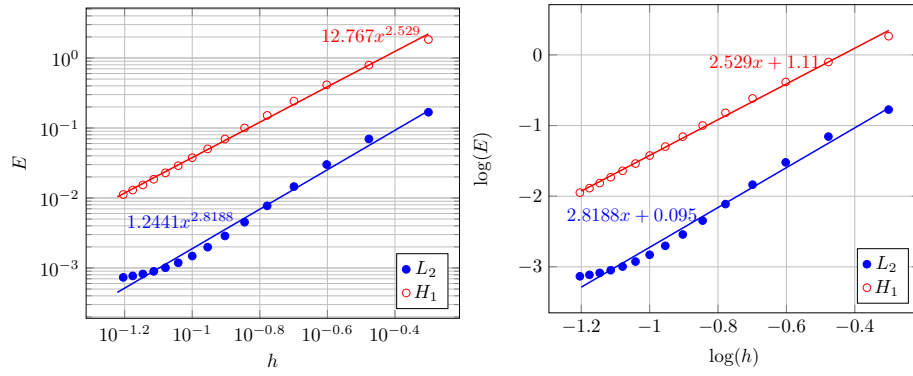 12.767x^2.529
10^0
10^−1
10^−2
10^−3
E
1.2441x^2.8188
L_2
H_1
10^−1.2
10^−1
10^−0.8
10^−0.6
10^−0.4
h
0
−1
−2
−3
log(E)
2.529x + 1.11
2.8188x + 0.095
L_2
H_1
−1.2
−1
−0.8
−0.6
−0.4
log(h)